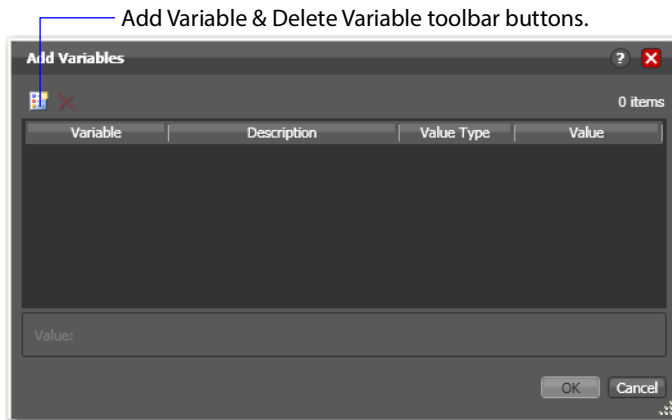 Add Variable & Delete Variable toolbar buttons.
Add Variables ?
0 items
Variable Description Value Type Value
Value:
OK Cancel